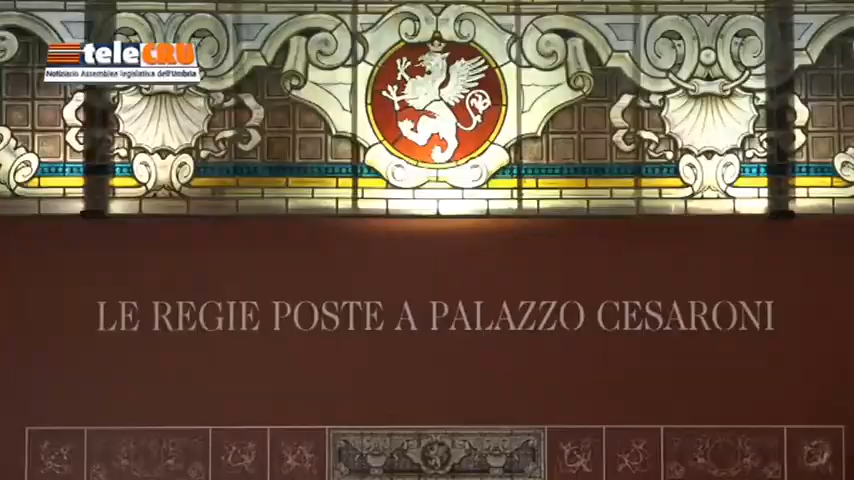 teleCRU
Notiziario Assemblea legislativa dell'Umbria
LE REGIE POSTE A PALAZZO CESARONI